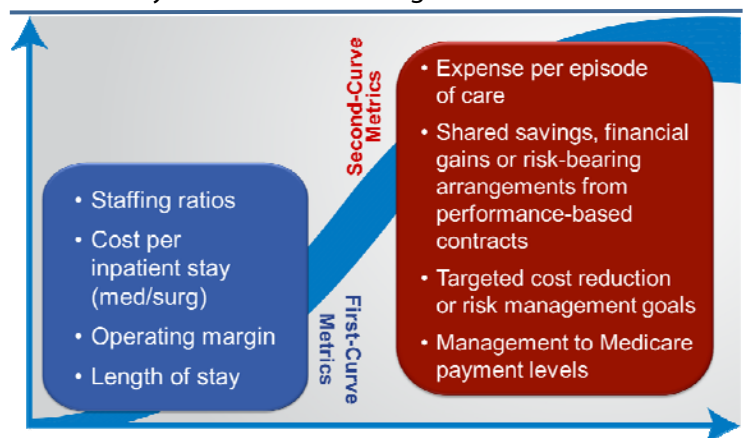 • Staffing ratios
• Cost per
inpatient stay
(med/surg)
• Operating margin
• Length of stay
First-Curve
Metrics
Second-Curve
Metrics
• Expense per episode
of care
• Shared savings, financial
gains or risk-bearing
arrangements from
performance-based
contracts
• Targeted cost reduction
or risk management goals
• Management to Medicare
payment levels